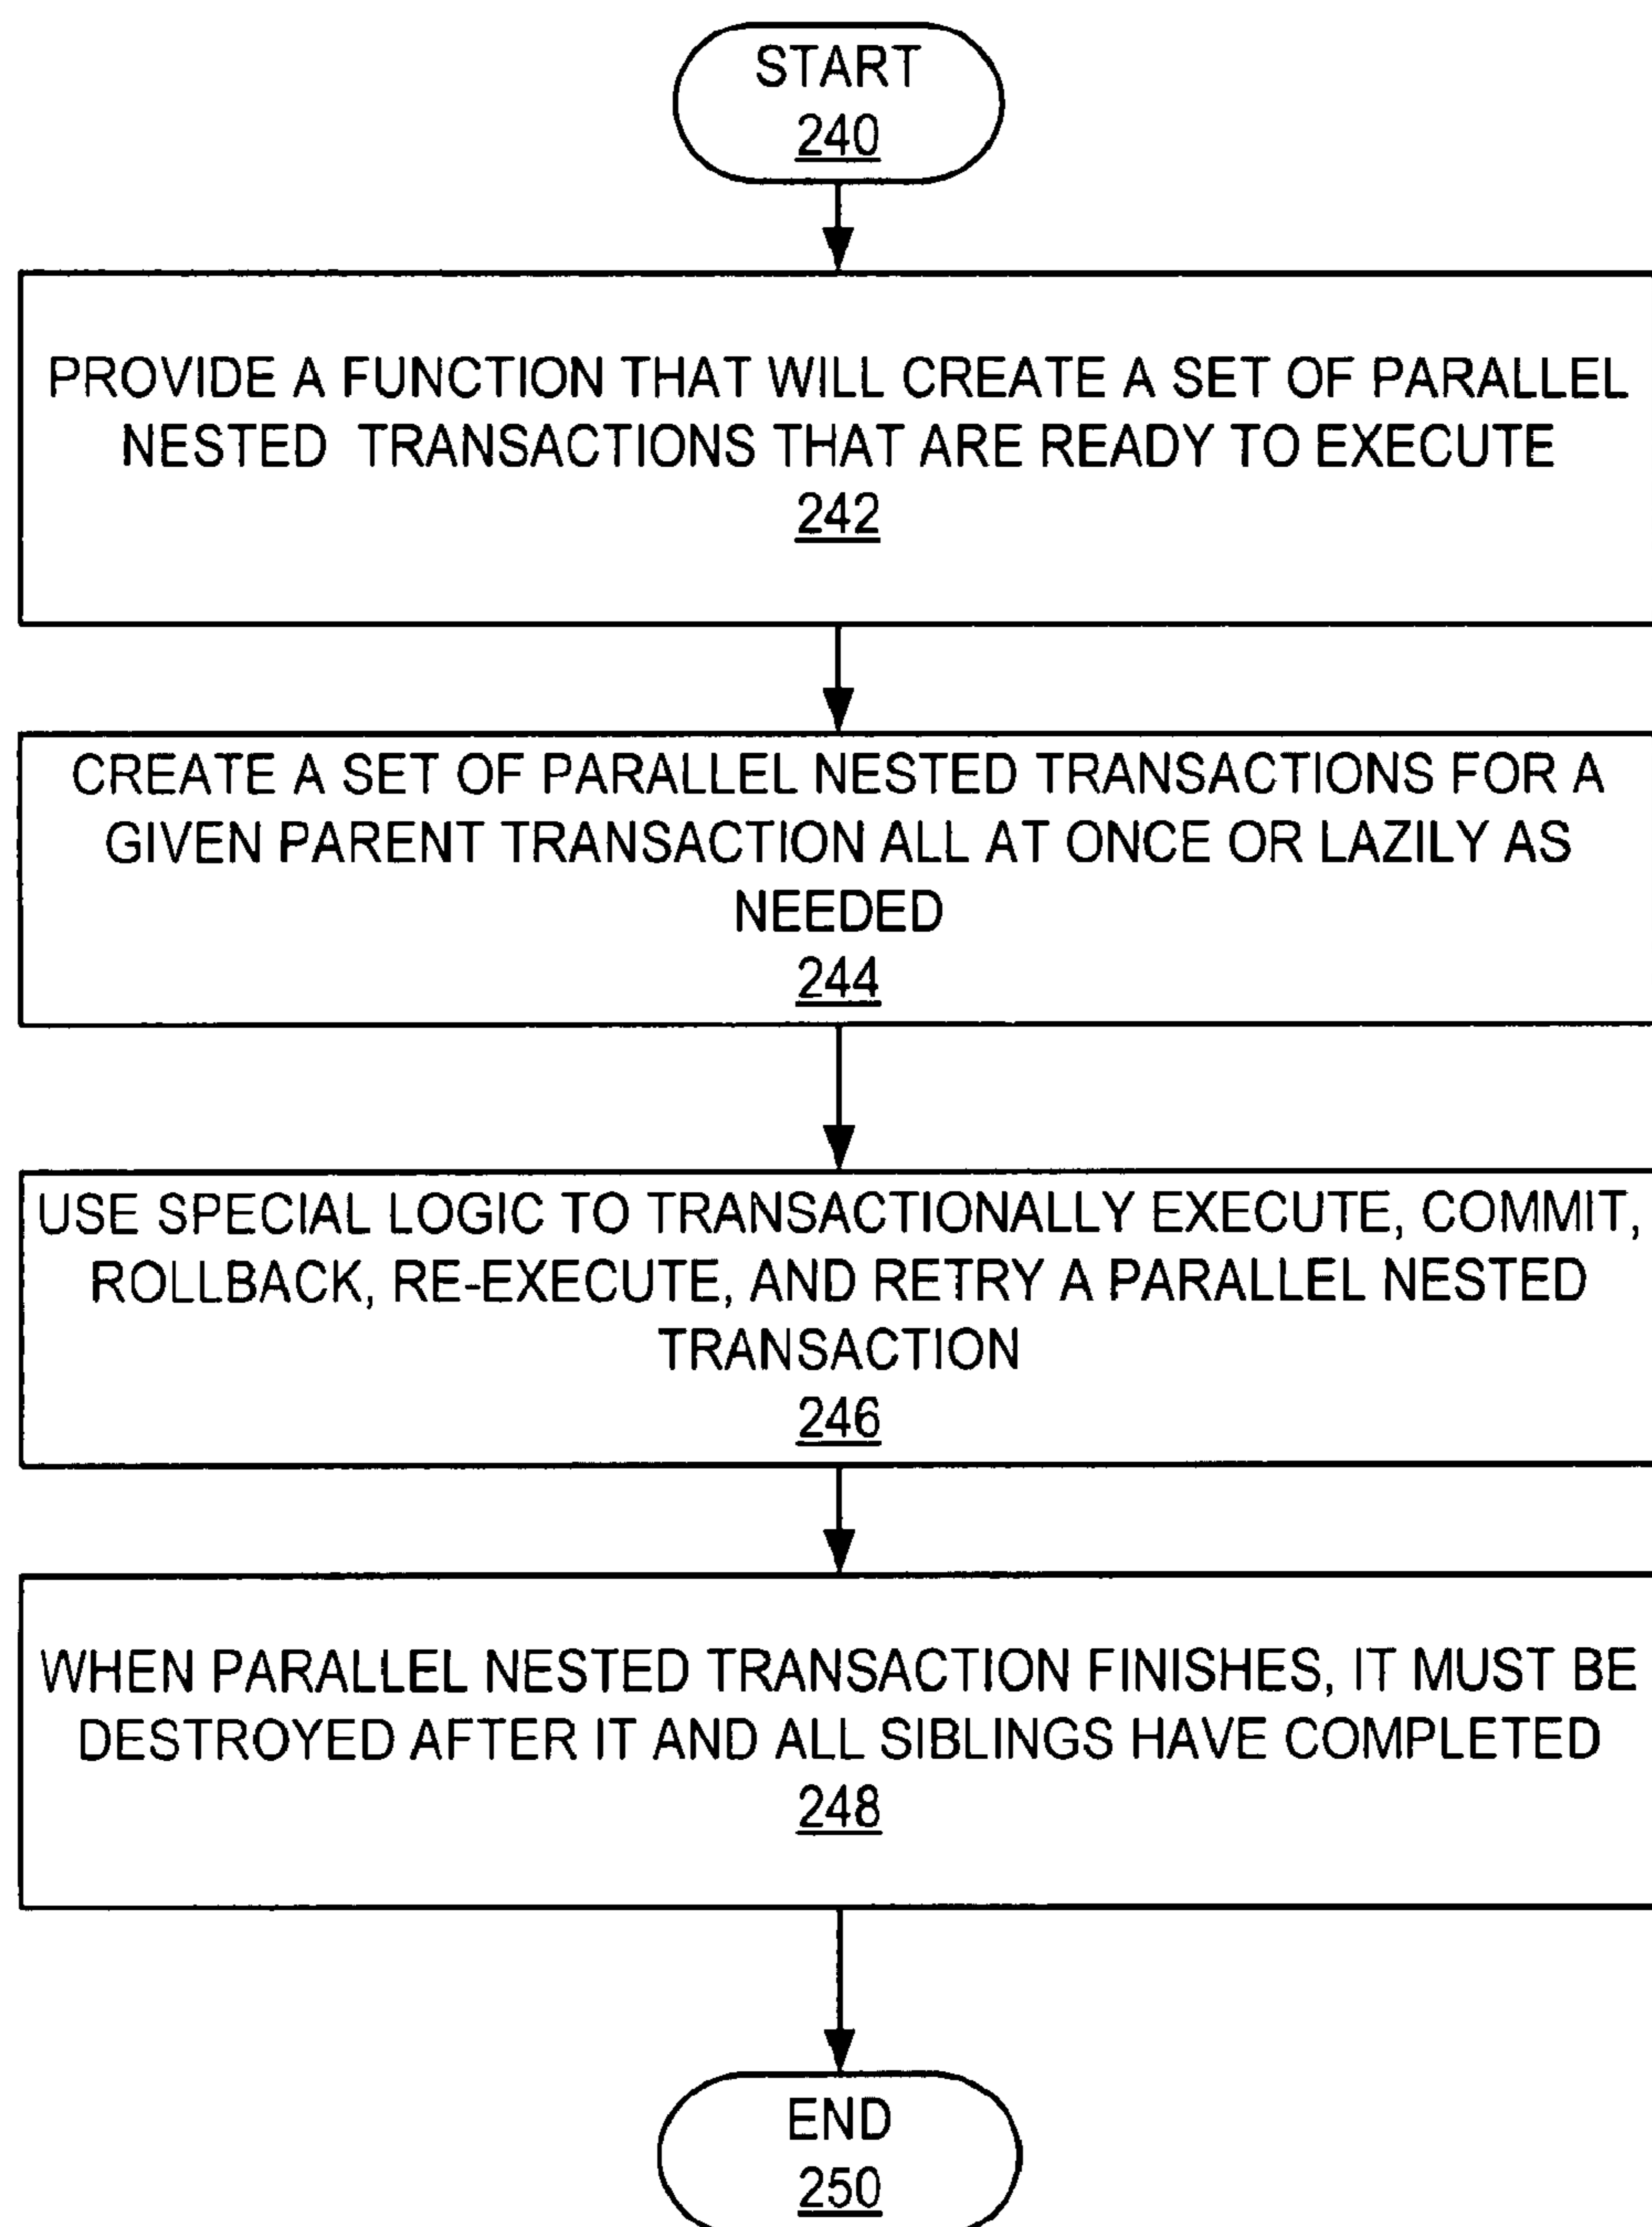 START
240
PROVIDE A FUNCTION THAT WILL CREATE A SET OF PARALLEL
NESTED TRANSACTIONS THAT ARE READY TO EXECUTE
242
CREATE A SET OF PARALLEL NESTED TRANSACTIONS FOR A
GIVEN PARENT TRANSACTION ALL AT ONCE OR LAZILY AS
NEEDED
244
USE SPECIAL LOGIC TO TRANSACTIONALLY EXECUTE, COMMIT,
ROLLBACK, RE-EXECUTE, AND RETRY A PARALLEL NESTED
TRANSACTION
246
WHEN PARALLEL NESTED TRANSACTION FINISHES, IT MUST BE
DESTROYED AFTER IT AND ALL SIBLINGS HAVE COMPLETED
248
END
250